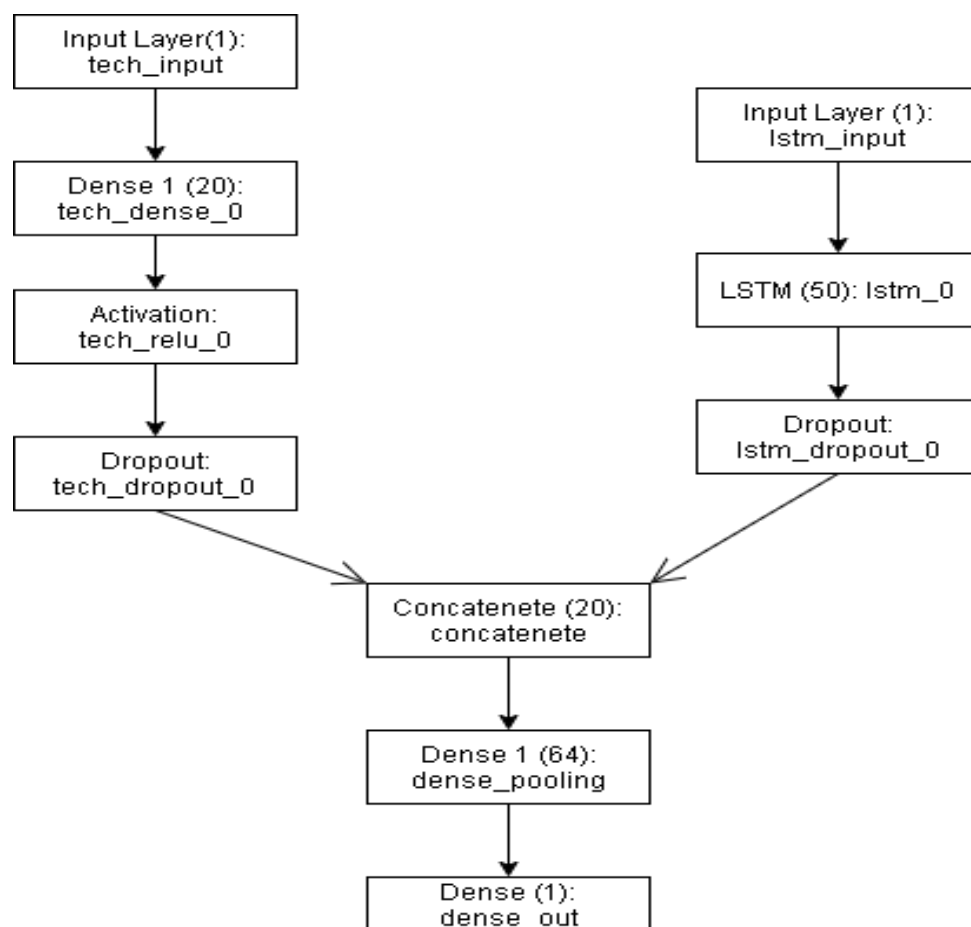 Input Layer(1):
tech_input
Dense 1 (20):
tech_dense_0
Activation:
tech_relu_0
Dropout:
tech_dropout_0
Input Layer (1):
lstm_input
LSTM (50): lstm_0
Dropout:
lstm_dropout_0
Concatenete (20):
concatenete
Dense 1 (64):
dense_pooling
Dense (1):
dense_out